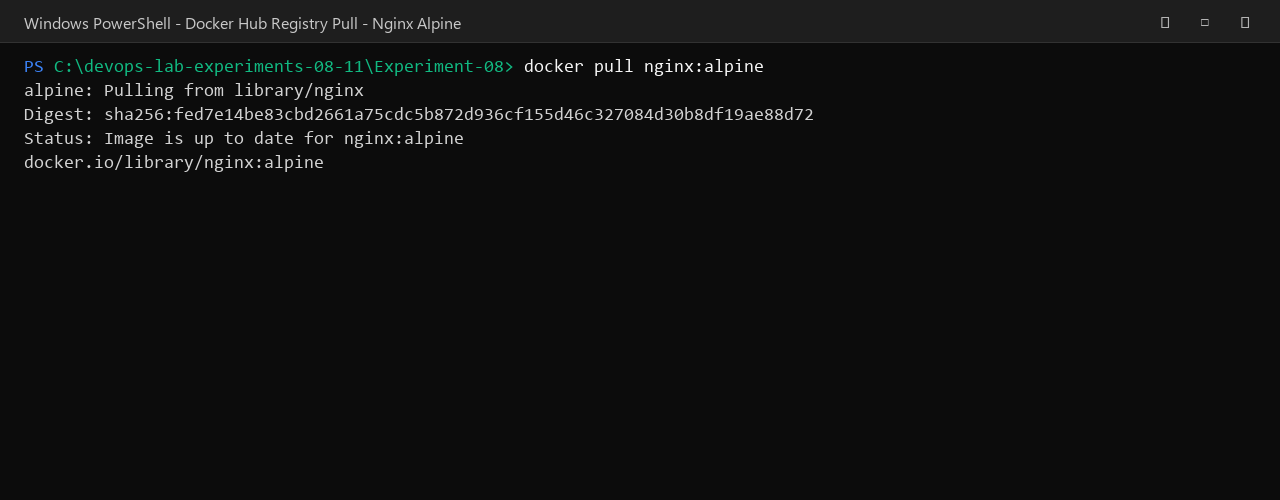 Windows PowerShell - Docker Hub Registry Pull - Nginx Alpine
PS C:\devops-lab-experiments-08-11\Experiment-08> docker pull nginx:alpine
alpine: Pulling from library/nginx
Digest: sha256:fed7e14be83cbd2661a75cdc5b872d936cf155d46c327084d30b8df19ae88d72
Status: Image is up to date for nginx:alpine
docker.io/library/nginx:alpine